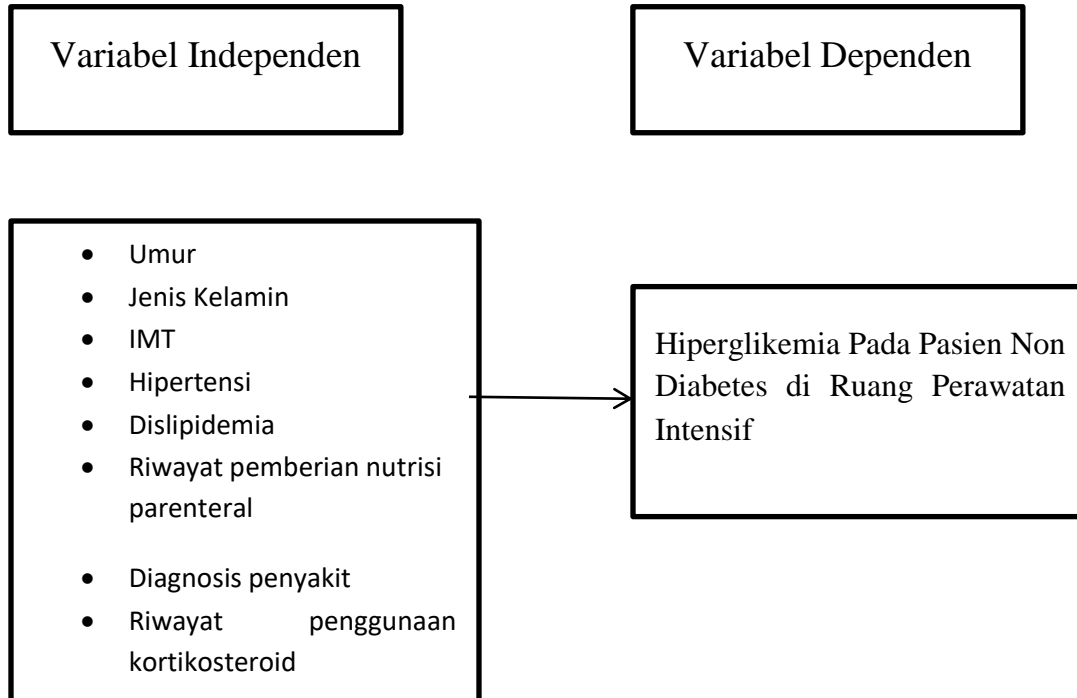 Variabel Independen
Variabel Dependen
• Umur
• Jenis Kelamin
• IMT
• Hipertensi
• Dislipidemia
• Riwayat pemberian nutrisi
parenteral
• Diagnosis penyakit
• Riwayat penggunaan
kortikosteroid
Hiperglikemia Pada Pasien Non
Diabetes di Ruang Perawatan
Intensif